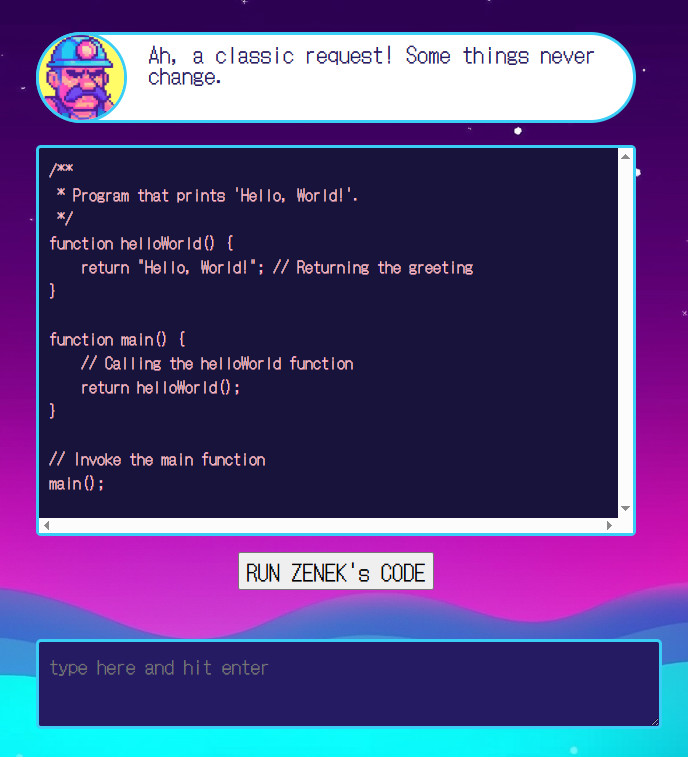 Ah, a classic request! Some things never
change.
/**
 * Program that prints 'Hello, World!'.
 */
function helloWorld() {
    return "Hello, World!"; // Returning the greeting
}
function main() {
    // Calling the helloWorld function
    return helloWorld();
}
// Invoke the main function
main();
RUN ZENEK's CODE
type here and hit enter